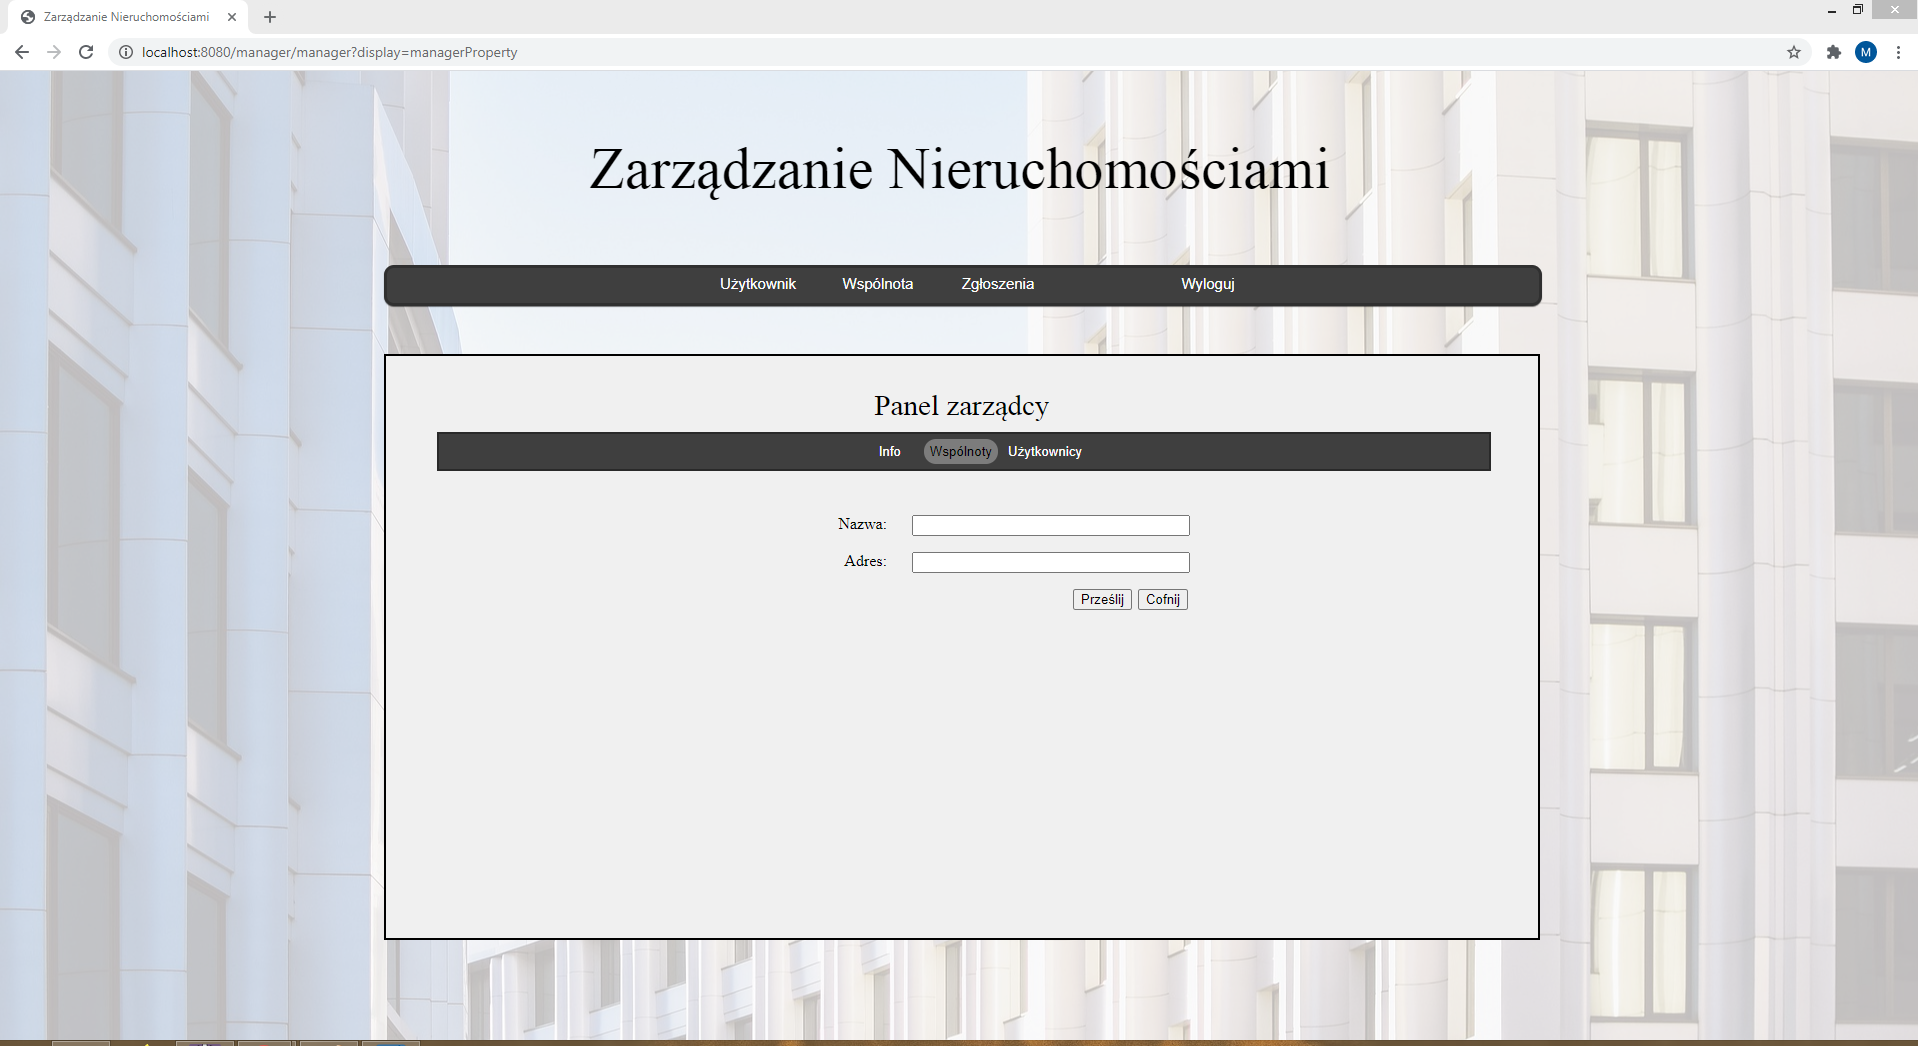 Zarządzanie Nieruchomościami
localhost:8080/manager/manager?display=managerProperty
M
Zarządzanie Nieruchomościami
Użytkownik Wspólnota Zgłoszenia Wyloguj
Panel zarządcy
Info Wspólnoty Użytkownicy
Nazwa:
Adres:
Prześlij Cofnij